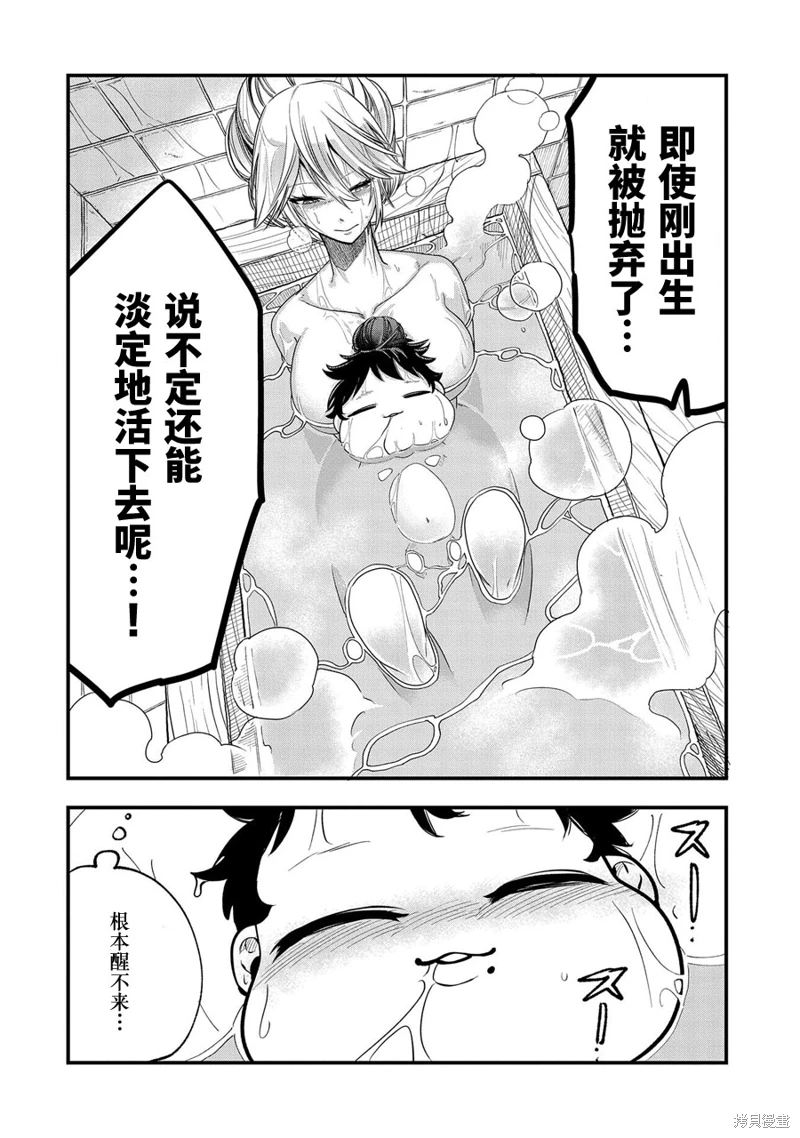 即使刚出生
就被抛弃了…
说不定还能
淡定地活下去呢…！
スー
根本醒不来…
スー
拷贝漫畫